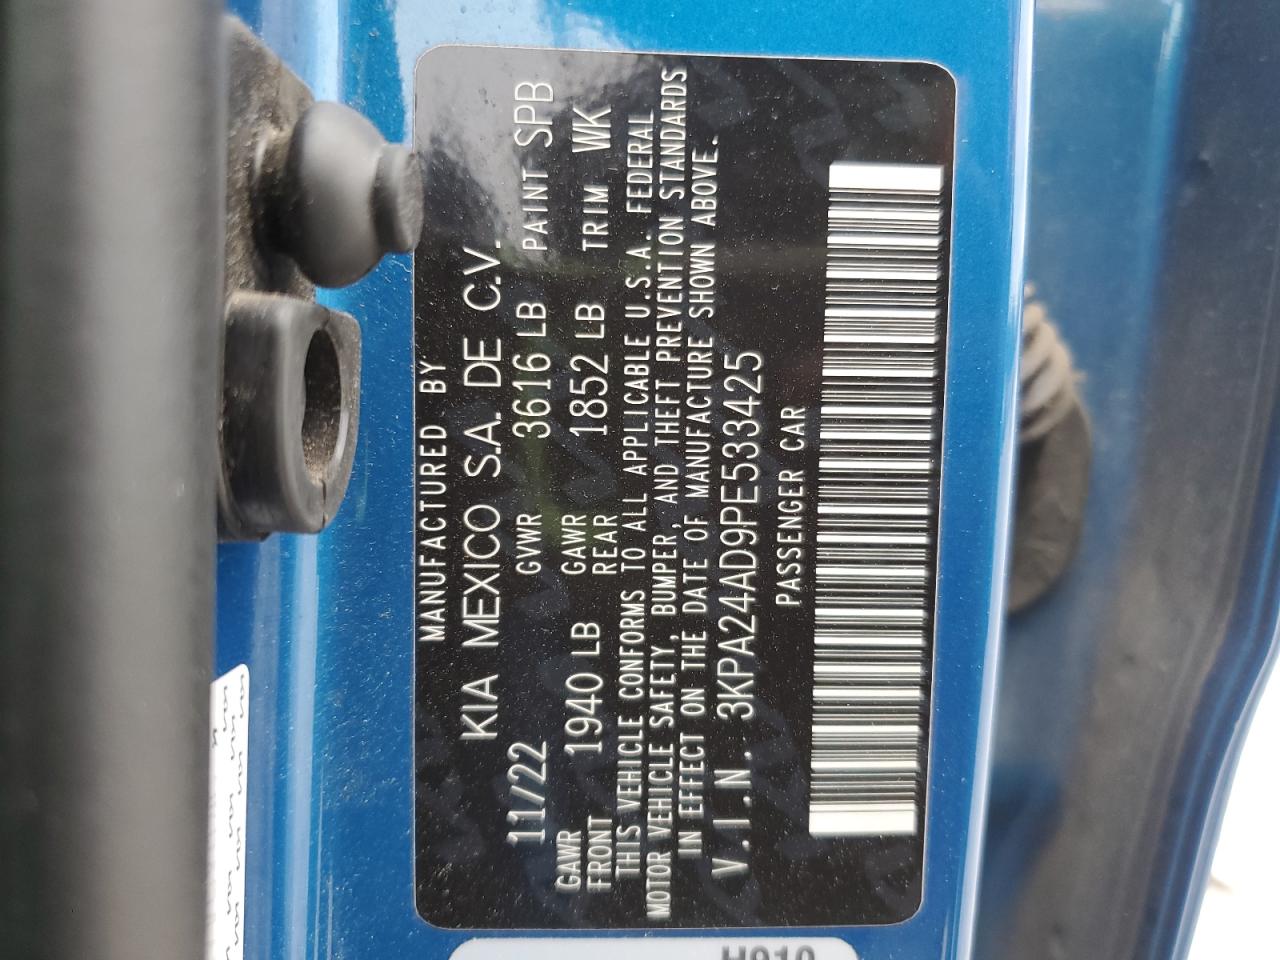 MANUFACTURED BY
KIA MEXICO S.A. DE C.V.
11/22 GVWR 3616 LB PAINT SPB
GAWR FRONT 1940 LB GAWR REAR 1852 LB TRIM WK
THIS VEHICLE CONFORMS TO ALL APPLICABLE U.S.A. FEDERAL
MOTOR VEHICLE SAFETY, BUMPER, AND THEFT PREVENTION STANDARDS
IN EFFECT ON THE DATE OF MANUFACTURE SHOWN ABOVE.
V.I.N. 3KPA24AD9PE533425
PASSENGER CAR